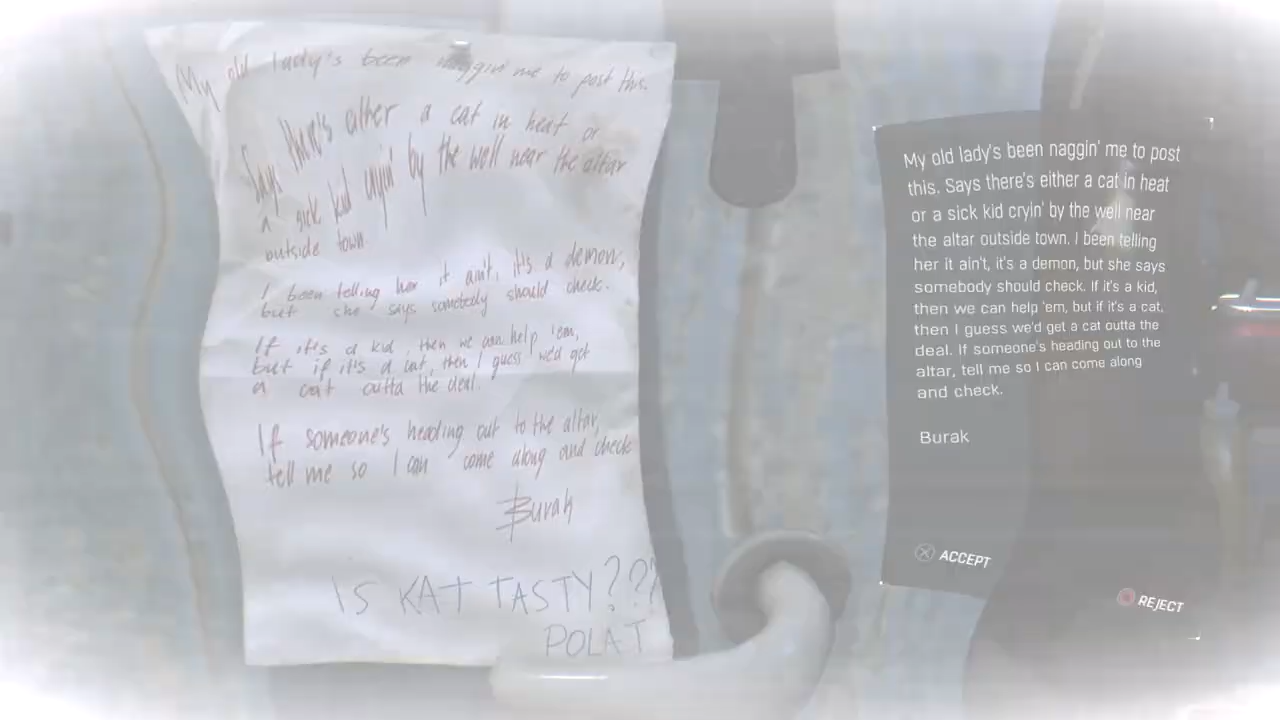 My old lady's been naggin' me to post this.
Says there's either a cat in heat or
a sick kid cryin' by the well near the altar
outside town.
I been telling her it ain't, it's a demon,
but she says somebody should check.
If it's a kid, then we can help 'em,
but if it's a cat, then I guess we'd get
a cat outta the deal.
If someone's heading out to the altar,
tell me so I can come along and check
Burak
IS KAT TASTY???
POLAT
My old lady's been naggin' me to post
this. Says there's either a cat in heat
or a sick kid cryin' by the well near
the altar outside town. I been telling
her it ain't, it's a demon, but she says
somebody should check. If it's a kid,
then we can help 'em, but if it's a cat,
then I guess we'd get a cat outta the
deal. If someone's heading out to the
altar, tell me so I can come along
and check.
Burak
ACCEPT
REJECT